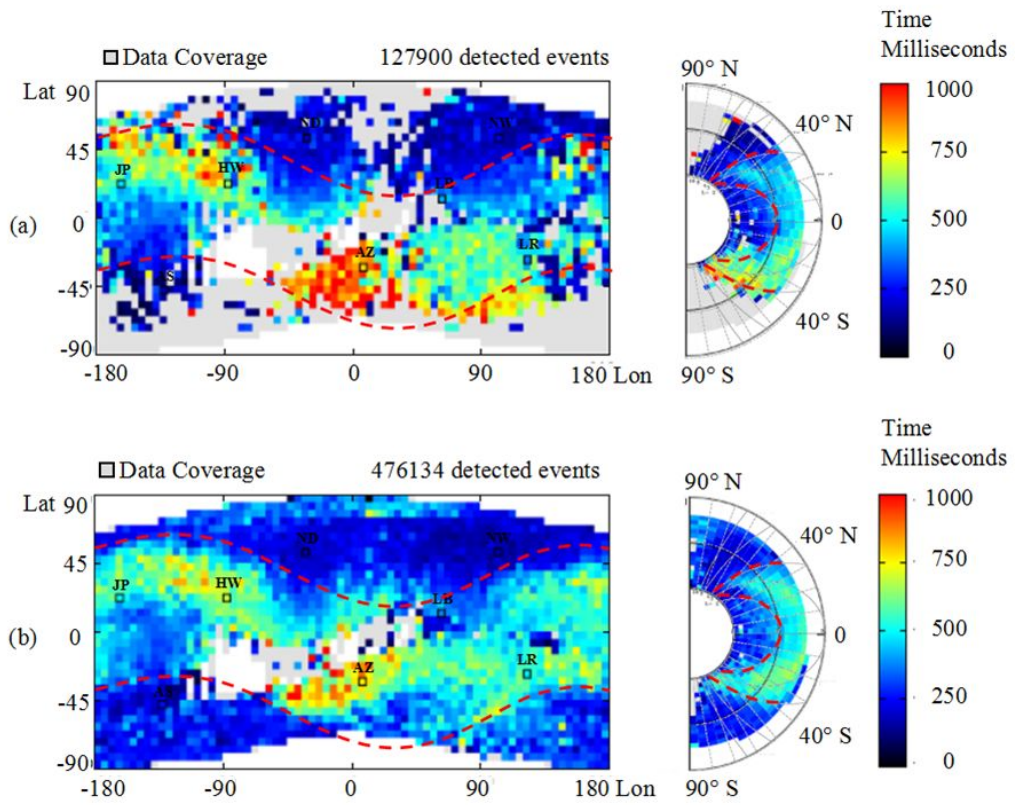 Time
Milliseconds
Data Coverage 127900 detected events
90° N
Lat 90
1000
ND NW
40° N
45
750
JP HW
LB
(a)
0
0
500
AZ LR
-45
250
40° S
-90
0
-180 -90 0 90 180 Lon
90° S
Time
Milliseconds
Data Coverage 476134 detected events
90° N
Lat 90
1000
ND NW
40° N
45
750
JP HW
LB
(b)
0
0
500
AZ LR
-45
250
40° S
-90
0
-180 -90 0 90 180 Lon
90° S